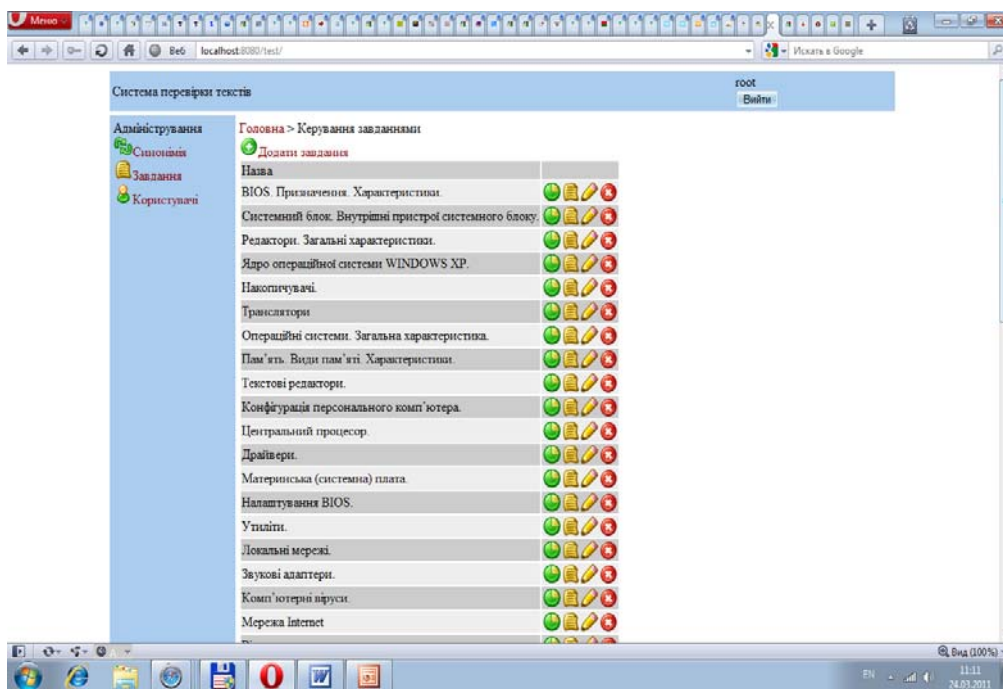 Меню
Веб
localhost:8080/test/
Искать в Google
Система перевірки текстів
root
Вийти
Адміністрування
Синонімія
Завдання
Користувачі
Головна > Керування завданнями
Додати завдання
Назва
BIOS. Призначення. Характеристики.
Системний блок. Внутрішні пристрої системного блоку.
Редактори. Загальні характеристики.
Ядро операційної системи WINDOWS XP.
Накопичувачі.
Транслятори
Операційні системи. Загальна характеристика.
Пам'ять. Види пам'яті. Характеристики.
Текстові редактори.
Конфігурація персонального комп'ютера.
Центральний процесор.
Драйвери.
Материнська (системна) плата.
Налаштування BIOS.
Утиліти.
Локальні мережі.
Звукові адаптери.
Комп'ютерні віруси.
Мережа Internet
Вид (100%)
EN
11:11
24.03.2011